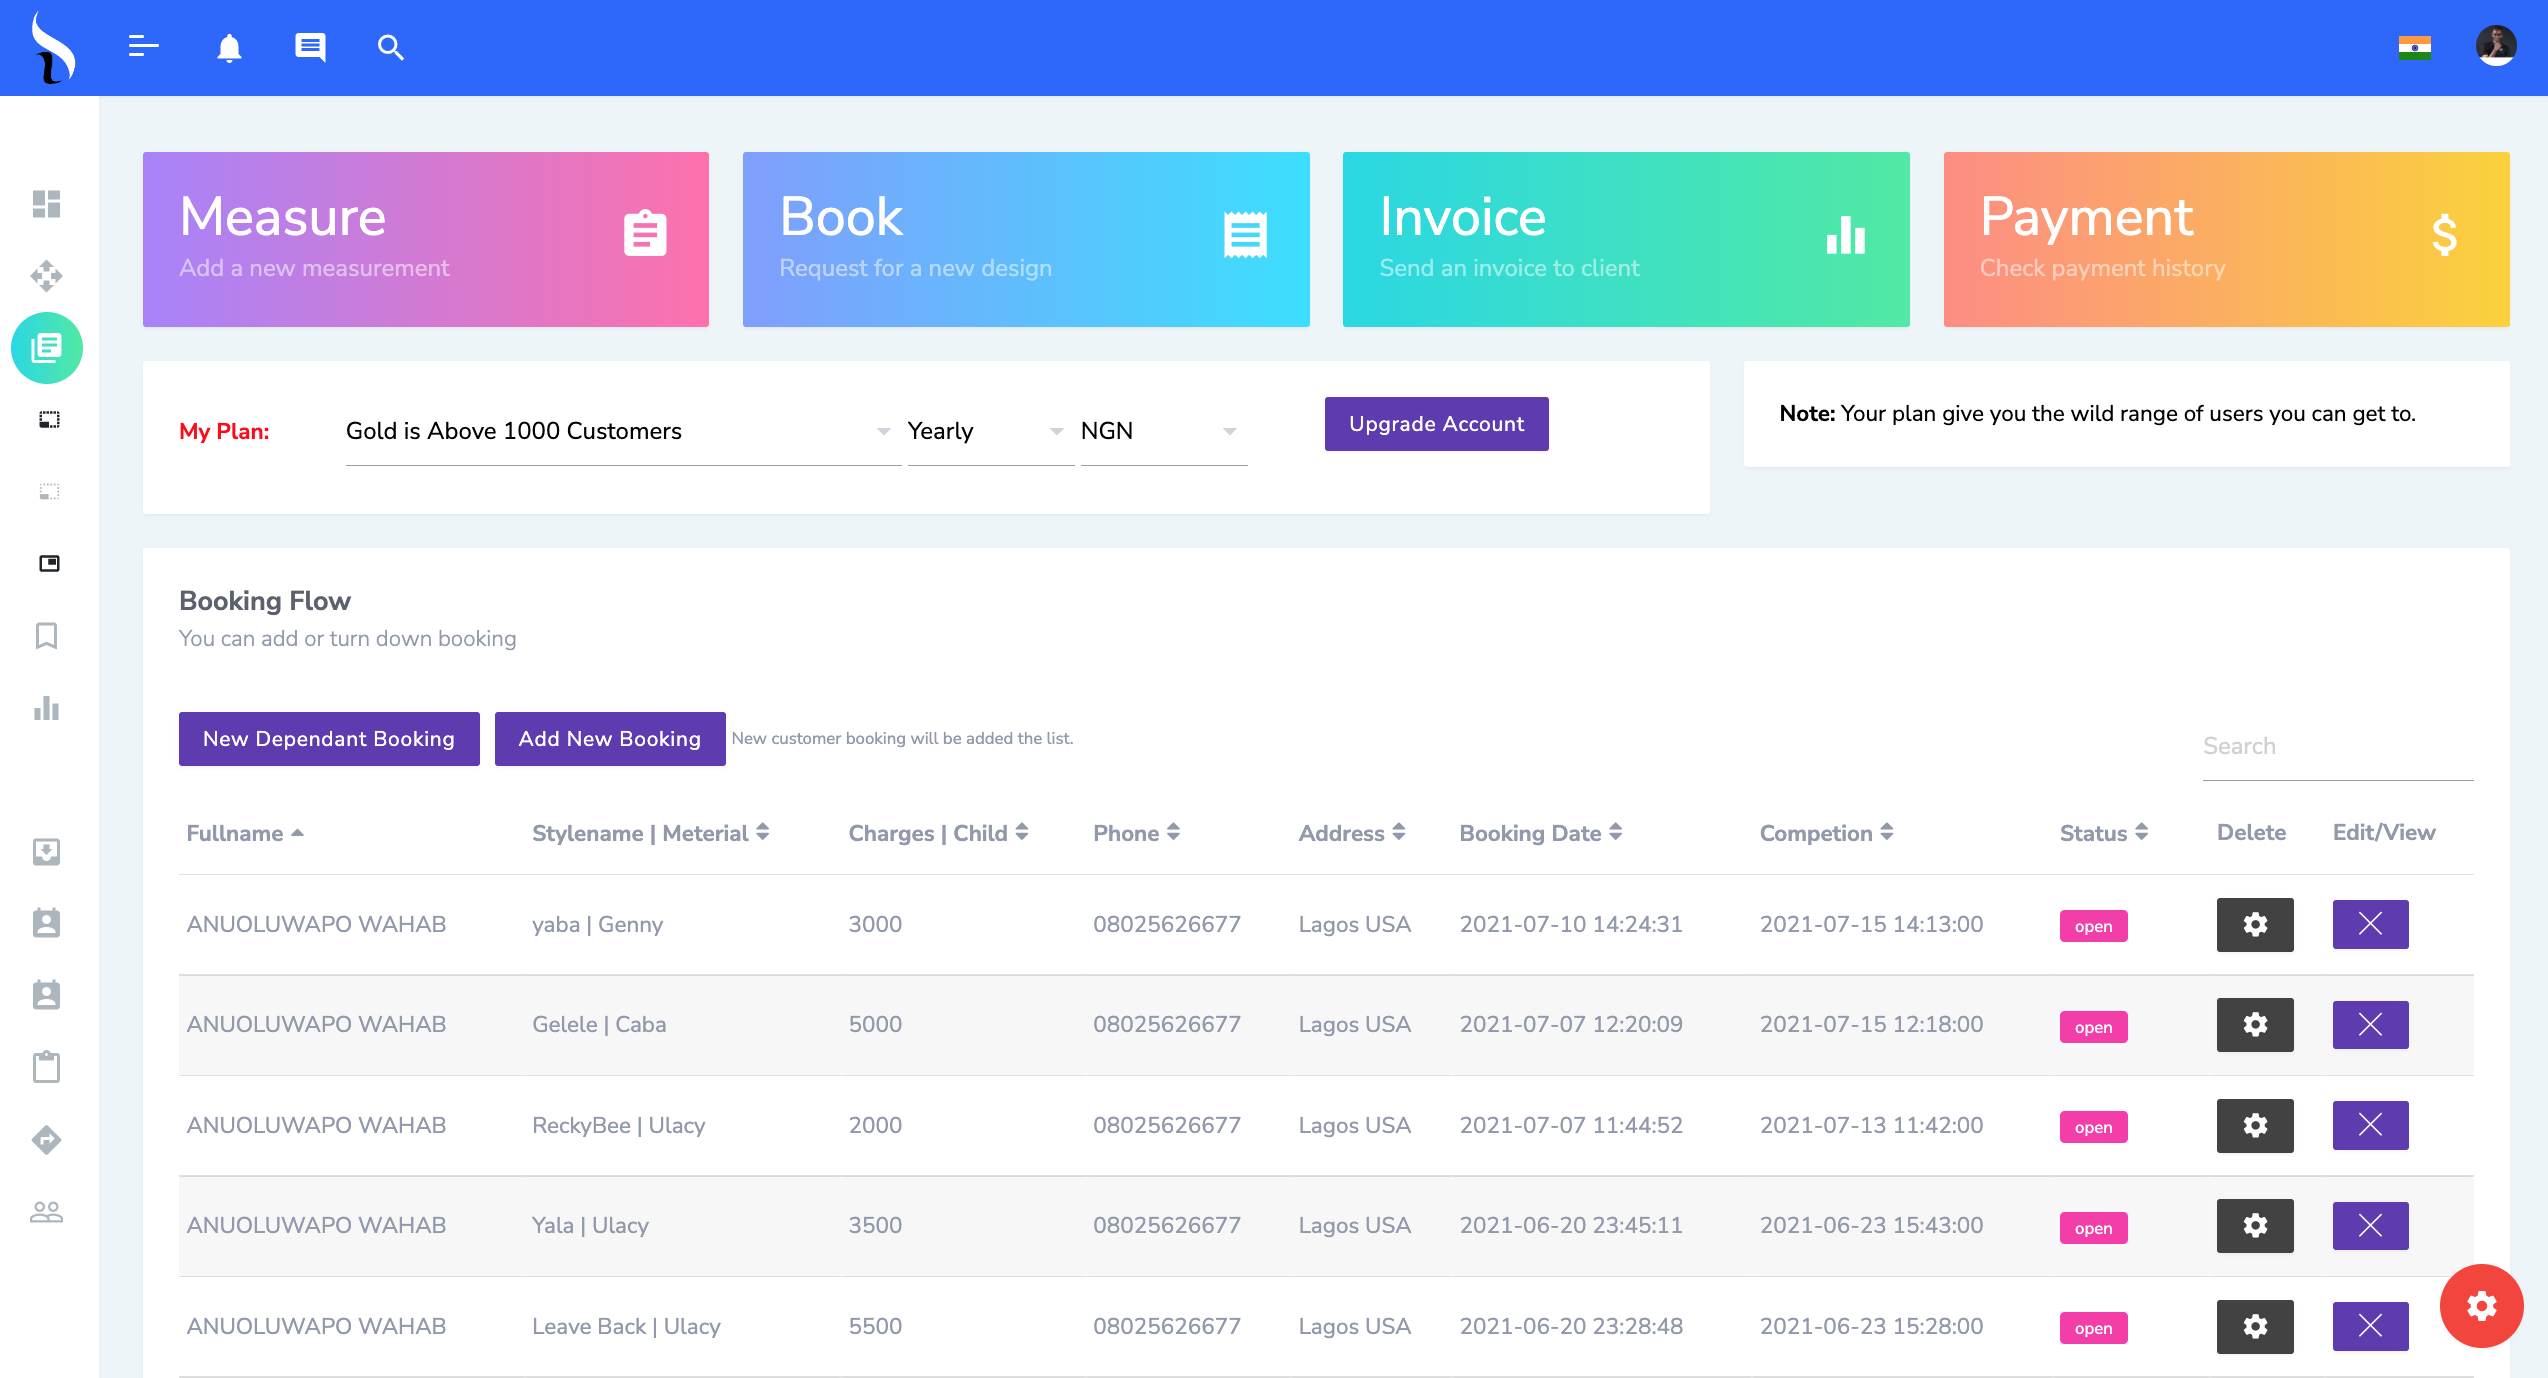 Measure
Add a new measurement
Book
Request for a new design
Invoice
Send an invoice to client
Payment
Check payment history
My Plan: Gold is Above 1000 Customers Yearly NGN Upgrade Account
Note: Your plan give you the wild range of users you can get to.
Booking Flow
You can add or turn down booking
New Dependant Booking Add New Booking New customer booking will be added the list.
Search
Fullname Stylename | Meterial Charges | Child Phone Address Booking Date Competion Status Delete Edit/View
ANUOLUWAPO WAHAB yaba | Genny 3000 08025626677 Lagos USA 2021-07-10 14:24:31 2021-07-15 14:13:00 open
ANUOLUWAPO WAHAB Gelele | Caba 5000 08025626677 Lagos USA 2021-07-07 12:20:09 2021-07-15 12:18:00 open
ANUOLUWAPO WAHAB ReckyBee | Ulacy 2000 08025626677 Lagos USA 2021-07-07 11:44:52 2021-07-13 11:42:00 open
ANUOLUWAPO WAHAB Yala | Ulacy 3500 08025626677 Lagos USA 2021-06-20 23:45:11 2021-06-23 15:43:00 open
ANUOLUWAPO WAHAB Leave Back | Ulacy 5500 08025626677 Lagos USA 2021-06-20 23:28:48 2021-06-23 15:28:00 open